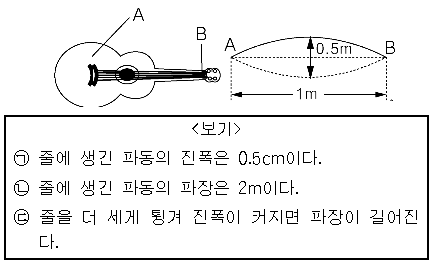 A
B
A
0.5m
B
1m
<보기>
㉠ 줄에 생긴 파동의 진폭은 0.5cm이다.
㉡ 줄에 생긴 파동의 파장은 2m이다.
㉢ 줄을 더 세게 튕겨 진폭이 커지면 파장이 길어진
다.